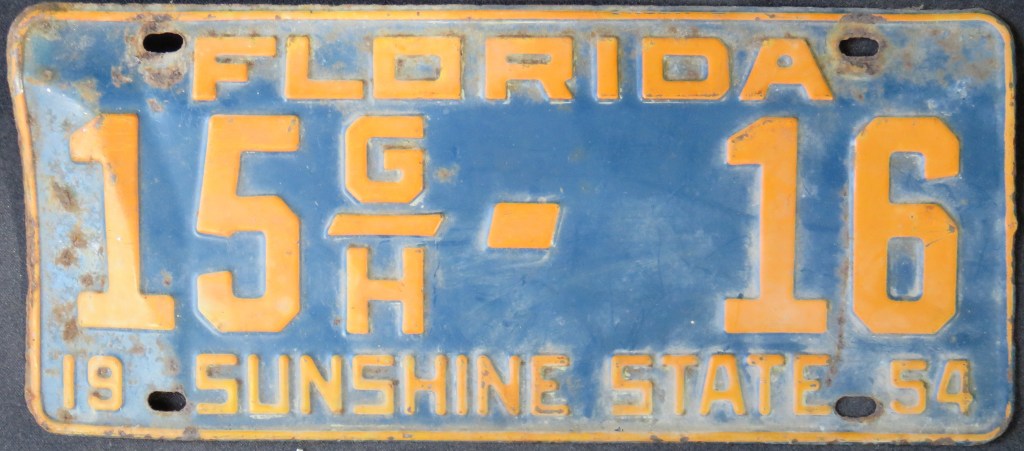 FLORIDA
15 G/H - 16
19 SUNSHINE STATE 54